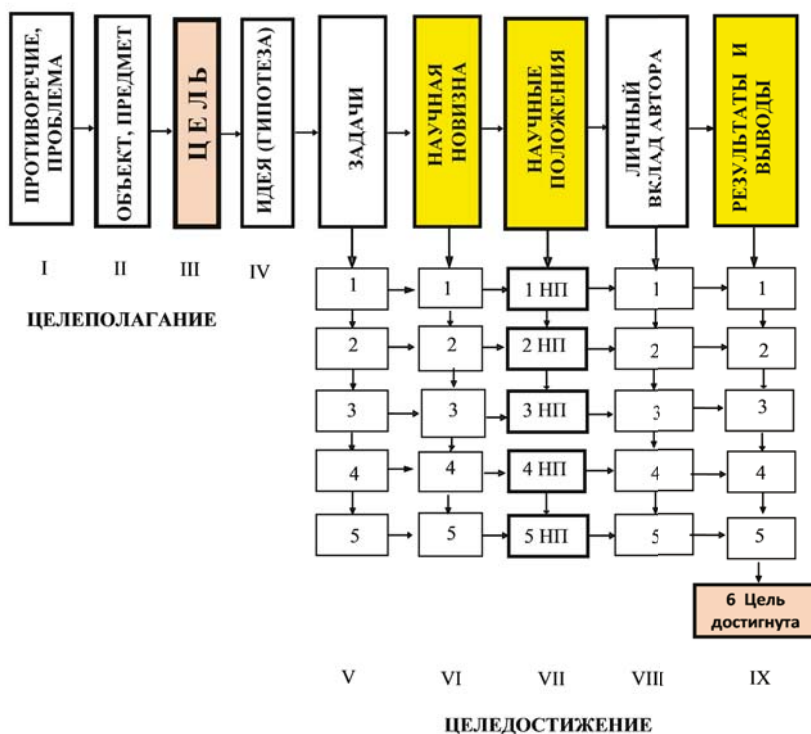 ПРОТИВОРЕЧИЕ,
ПРОБЛЕМА
ОБЪЕКТ, ПРЕДМЕТ
Ц Е Л Ь
ИДЕЯ (ГИПОТЕЗА)
ЗАДАЧИ
НАУЧНАЯ
НОВИЗНА
НАУЧНЫЕ
ПОЛОЖЕНИЯ
ЛИЧНЫЙ
ВКЛАД АВТОРА
РЕЗУЛЬТАТЫ И
ВЫВОДЫ
I II III IV
ЦЕЛЕПОЛАГАНИЕ
1 1 1 НП 1 1
2 2 2 НП 2 2
3 3 3 НП 3 3
4 4 4 НП 4 4
5 5 5 НП 5 5
6 Цель
достигнута
V VI VII VIII IX
ЦЕЛЕДОСТИЖЕНИЕ